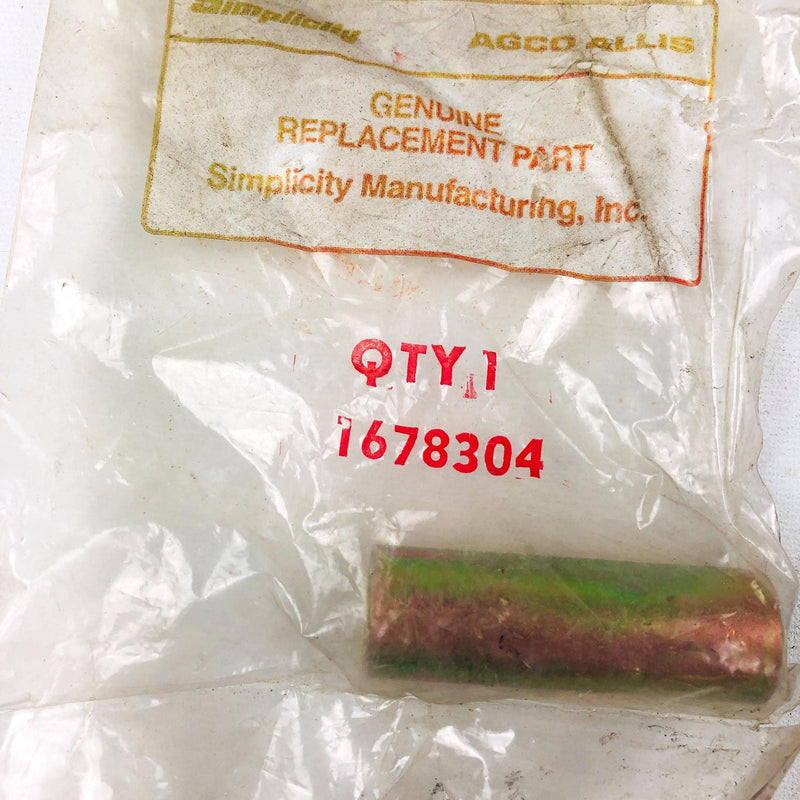 Simplicity AGCO ALLIS
GENUINE
REPLACEMENT PART
Simplicity Manufacturing, Inc.
QTY 1
1678304